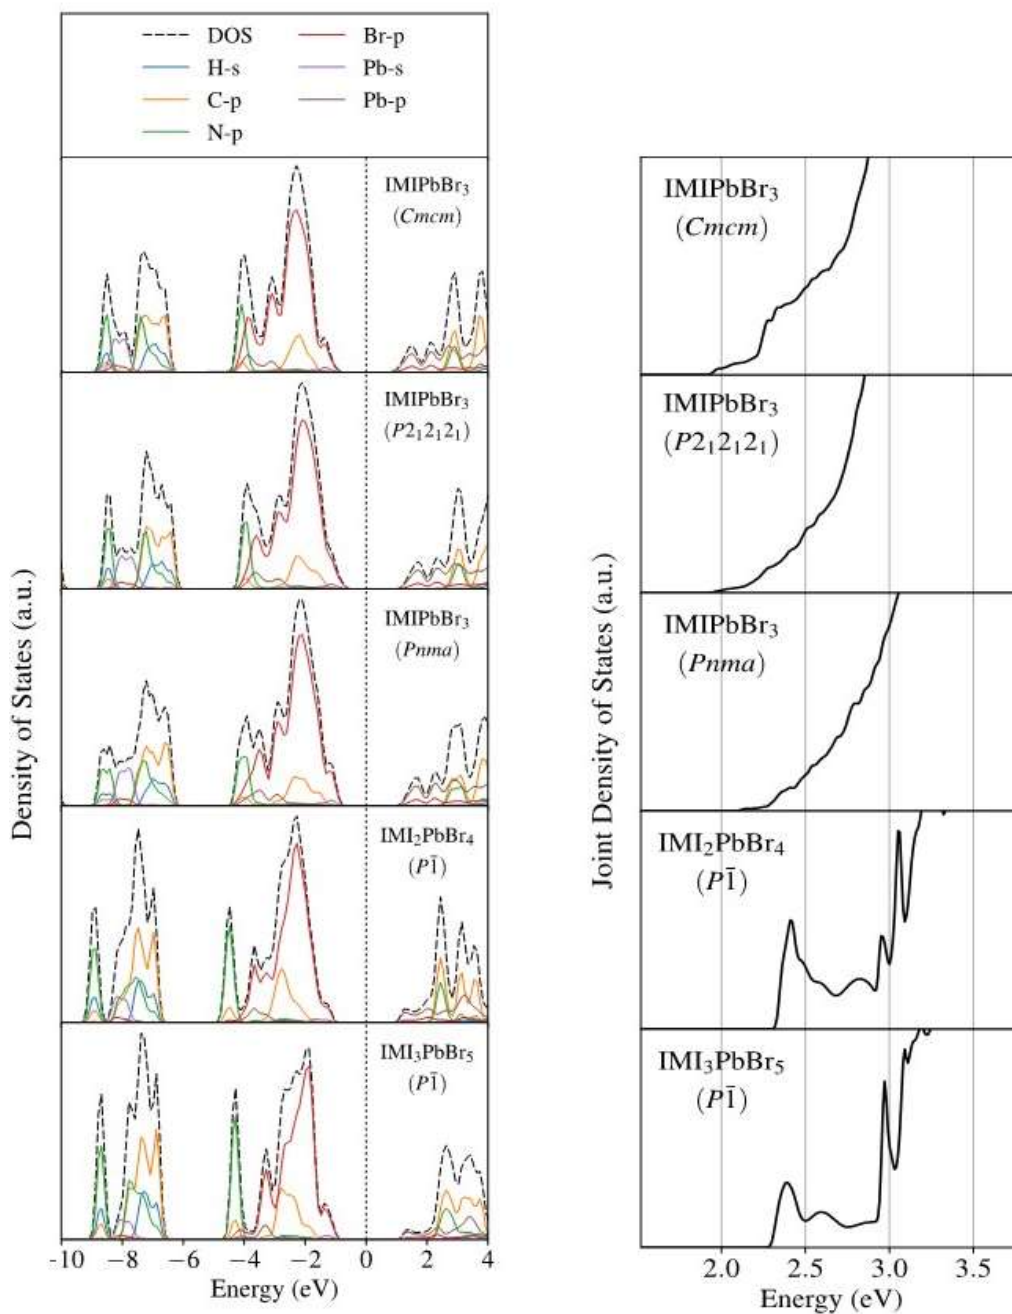 DOS
H-s
C-p
N-p
Br-p
Pb-s
Pb-p
Density of States (a.u.)
IMIPbBr₃
(Cmcm)
IMIPbBr₃
(P2₁2₁2₁)
IMIPbBr₃
(Pnma)
IMI₂PbBr₄
(P1̄)
IMI₃PbBr₅
(P1̄)
-10 −8 −6 −4 −2 0 2 4
Energy (eV)
Joint Density of States (a.u.)
IMIPbBr₃
(Cmcm)
IMIPbBr₃
(P2₁2₁2₁)
IMIPbBr₃
(Pnma)
IMI₂PbBr₄
(P1̄)
IMI₃PbBr₅
(P1̄)
2.0 2.5 3.0 3.5
Energy (eV)